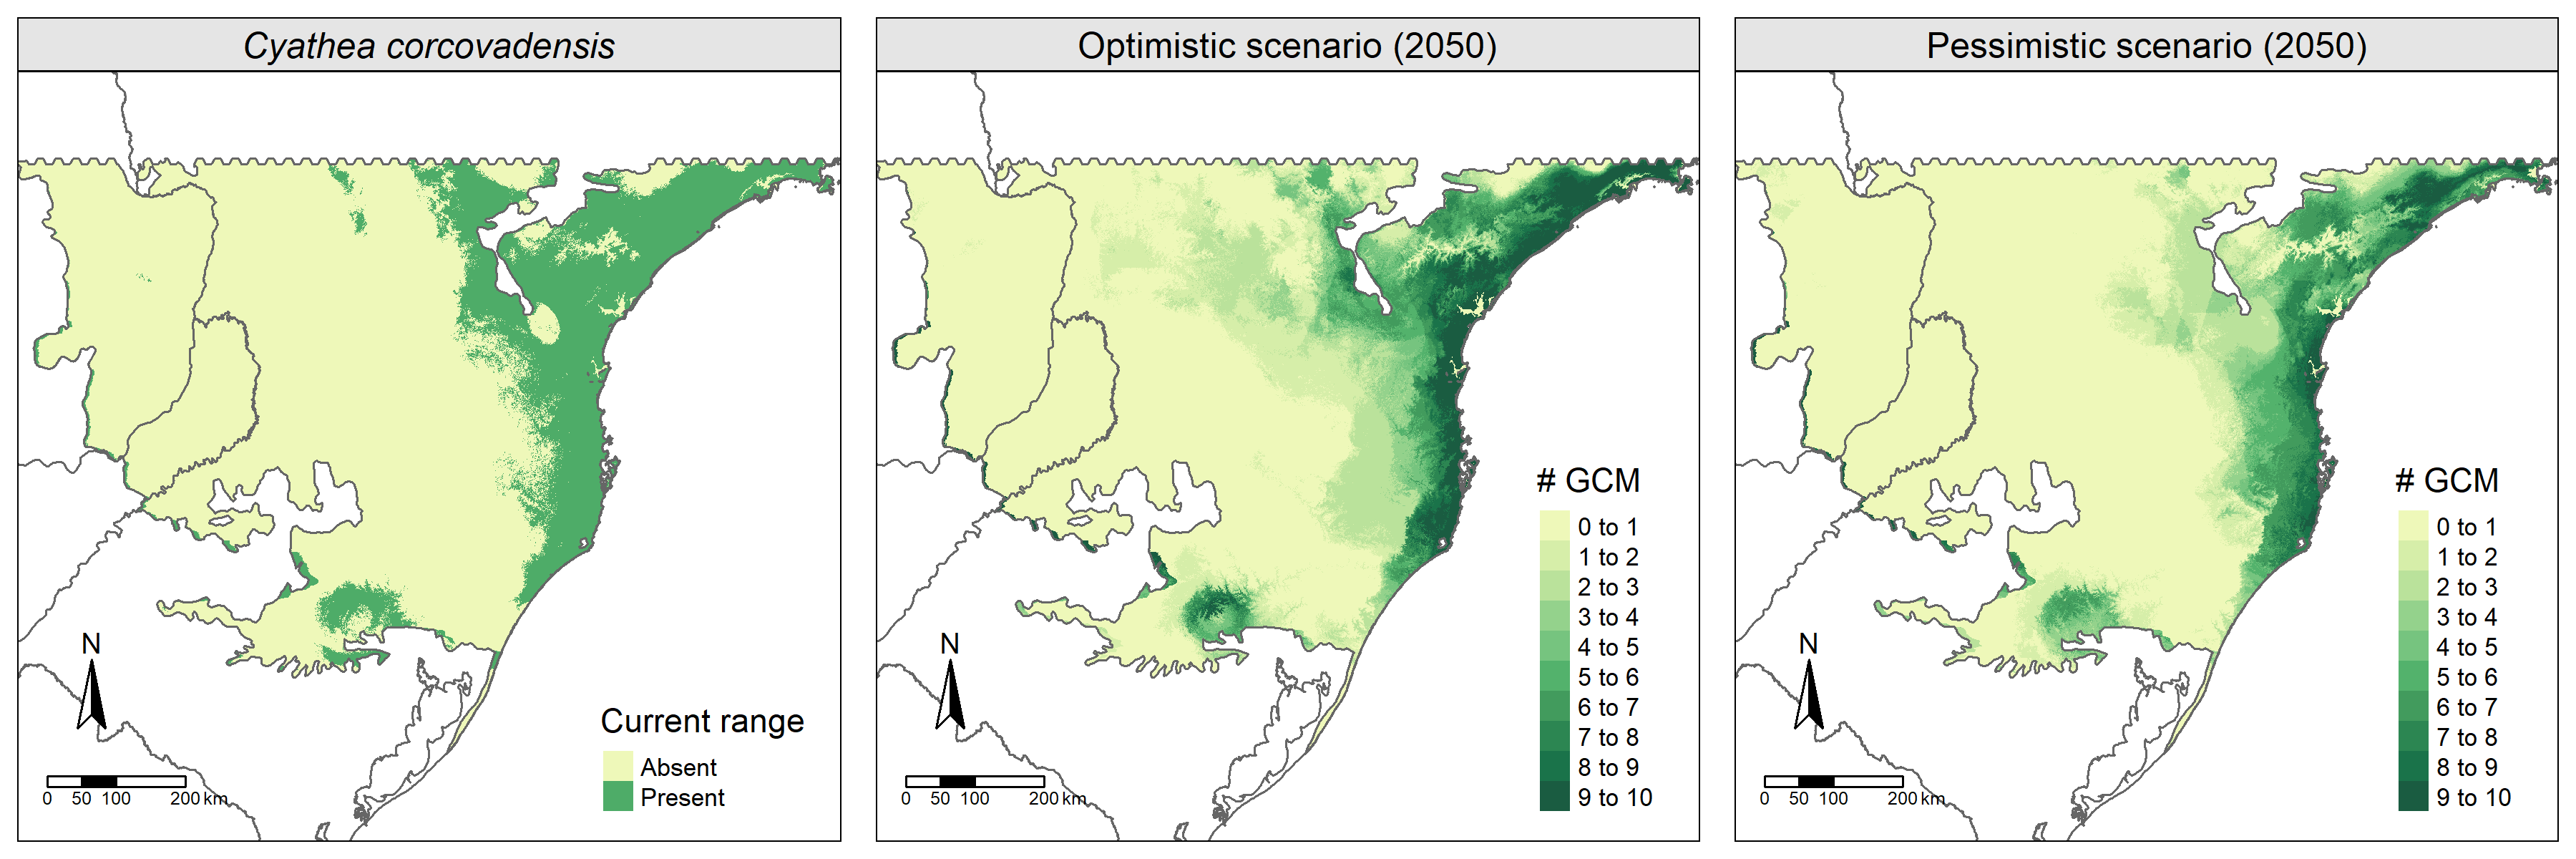 Cyathea corcovadensis
N
Current range
Absent
Present
0 50 100 200 km
Optimistic scenario (2050)
# GCM
0 to 1
1 to 2
2 to 3
3 to 4
4 to 5
5 to 6
6 to 7
7 to 8
8 to 9
9 to 10
N
0 50 100 200 km
Pessimistic scenario (2050)
# GCM
0 to 1
1 to 2
2 to 3
3 to 4
4 to 5
5 to 6
6 to 7
7 to 8
8 to 9
9 to 10
N
0 50 100 200 km